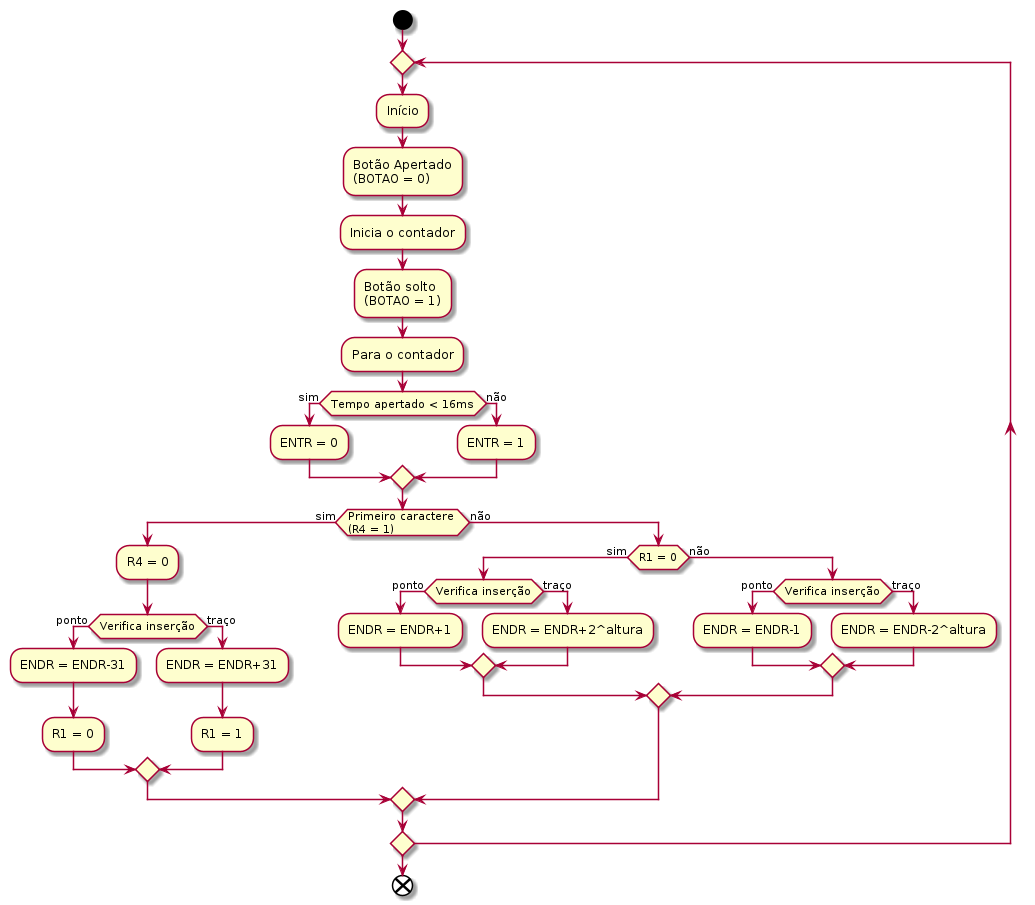 Início
Botão Apertado
(BOTAO = 0)
Inicia o contador
Botão solto
(BOTAO = 1)
Para o contador
sim
Tempo apertado < 16ms
não
ENTR = 0
ENTR = 1
sim
Primeiro caractere
(R4 = 1)
não
R4 = 0
sim
R1 = 0
não
ponto
Verifica inserção
traço
ponto
Verifica inserção
traço
ponto
Verifica inserção
traço
ENDR = ENDR-31
ENDR = ENDR+31
ENDR = ENDR+1
ENDR = ENDR+2^altura
ENDR = ENDR-1
ENDR = ENDR-2^altura
R1 = 0
R1 = 1